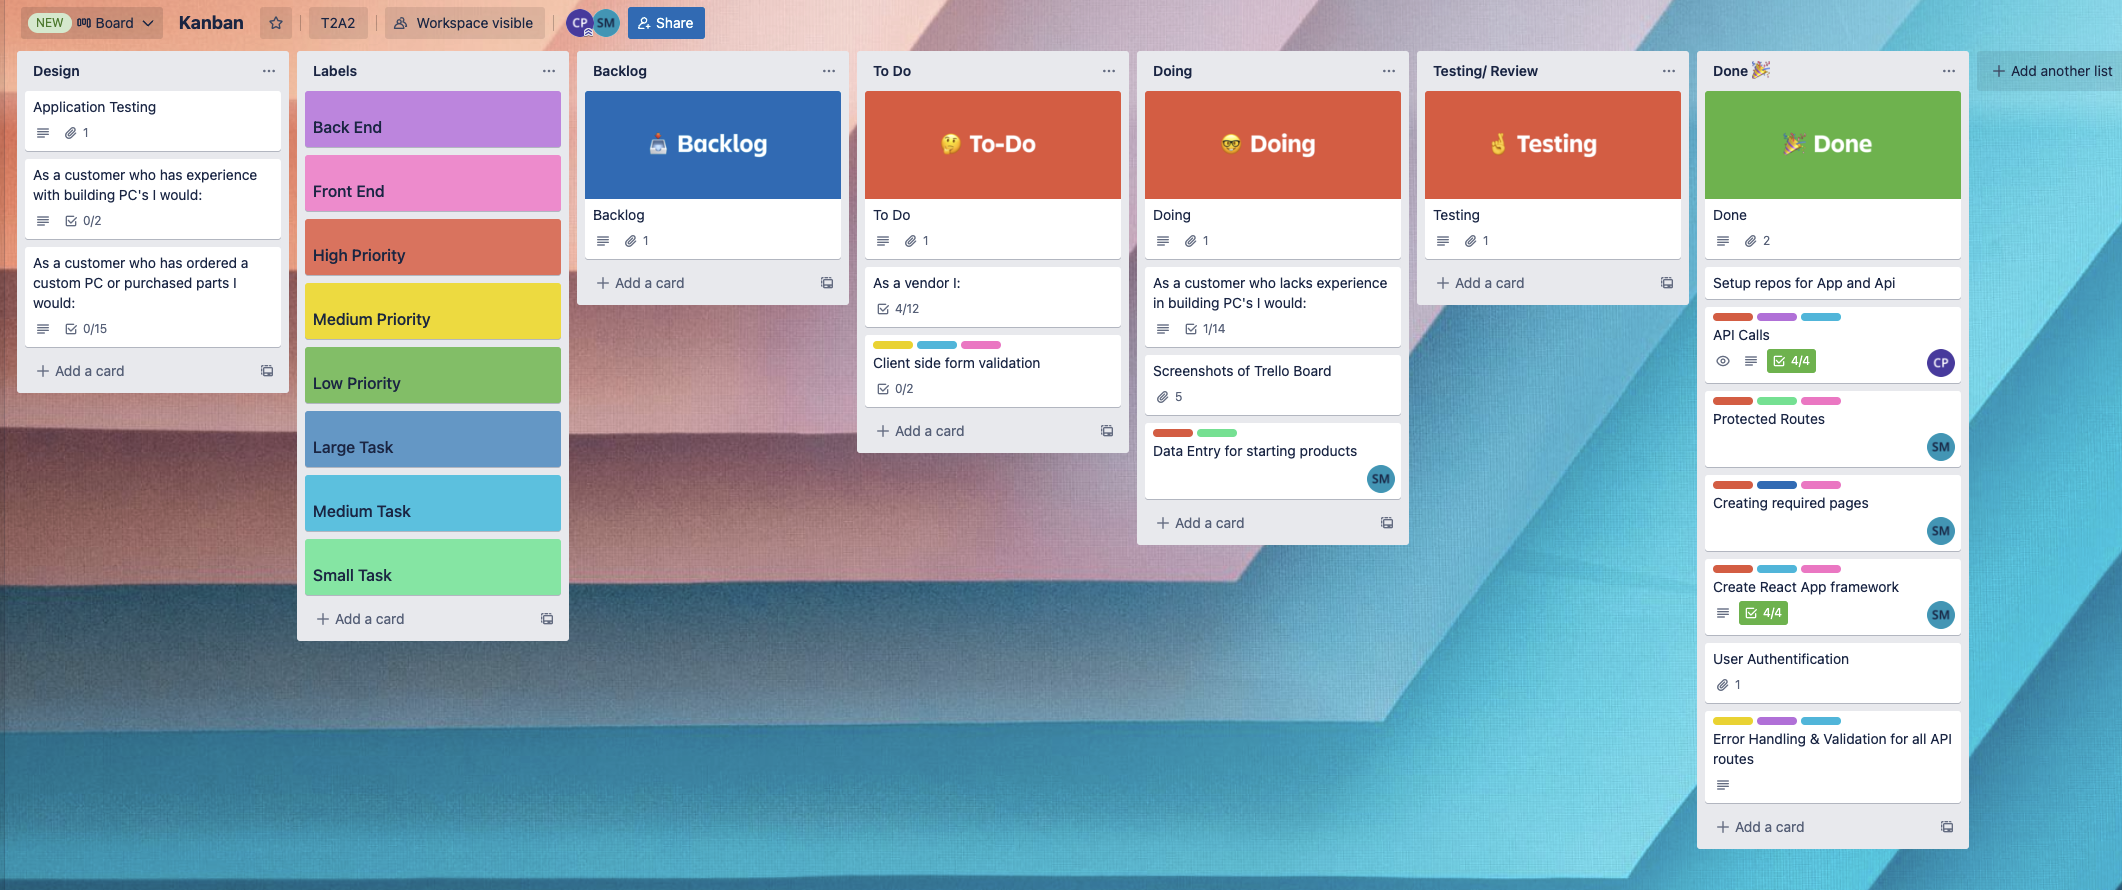 NEW Board Kanban T2A2 Workspace visible CP SM Share
Design
Application Testing
1
As a customer who has experience
with building PC's I would:
0/2
As a customer who has ordered a
custom PC or purchased parts I
would:
0/15
Add a card
Labels
Back End
Front End
High Priority
Medium Priority
Low Priority
Large Task
Medium Task
Small Task
Add a card
Backlog
Backlog
Backlog
1
Add a card
To Do
To-Do
To Do
1
As a vendor I:
4/12
Client side form validation
0/2
Add a card
Doing
Doing
Doing
1
As a customer who lacks experience
in building PC's I would:
1/14
Screenshots of Trello Board
5
Data Entry for starting products
SM
Add a card
Testing/ Review
Testing
Testing
1
Add a card
Done
Done
Done
2
Setup repos for App and Api
API Calls
4/4
CP
Protected Routes
SM
Creating required pages
SM
Create React App framework
4/4
SM
User Authentification
1
Error Handling & Validation for all API
routes
Add a card
Add another list